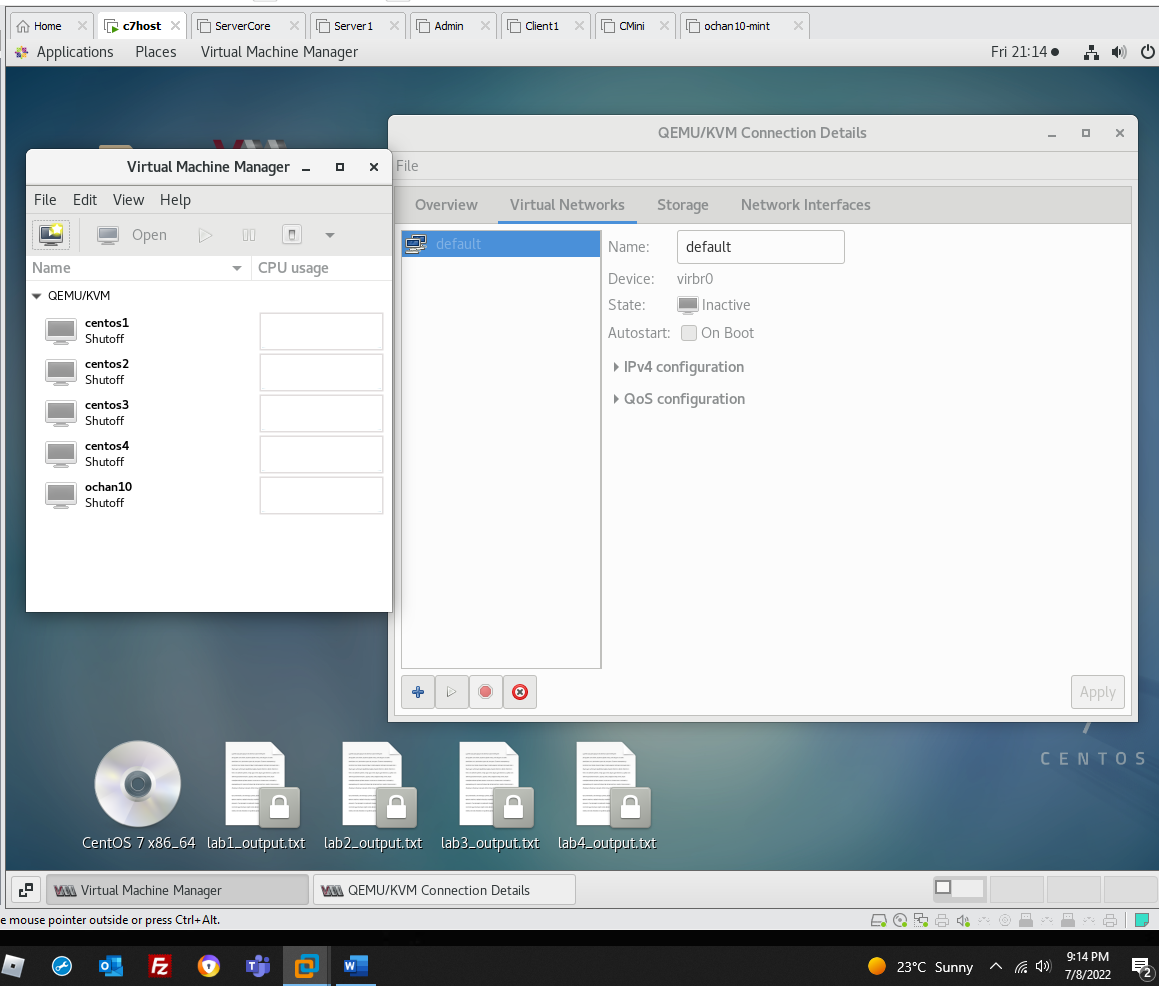 Home
c7host
ServerCore
Server1
Admin
Client1
CMini
ochan10-mint
Applications Places Virtual Machine Manager
Fri 21:14
QEMU/KVM Connection Details
File
Overview
Virtual Networks
Storage
Network Interfaces
default
Name: default
Device: virbr0
State: Inactive
Autostart: On Boot
IPv4 configuration
QoS configuration
Apply
Virtual Machine Manager
File Edit View Help
Open
Name
CPU usage
QEMU/KVM
centos1
Shutoff
centos2
Shutoff
centos3
Shutoff
centos4
Shutoff
ochan10
Shutoff
CENTOS
CentOS 7 x86_64
lab1_output.txt
lab2_output.txt
lab3_output.txt
lab4_output.txt
Virtual Machine Manager
QEMU/KVM Connection Details
e mouse pointer outside or press Ctrl+Alt.
23°C Sunny
9:14 PM
7/8/2022
2